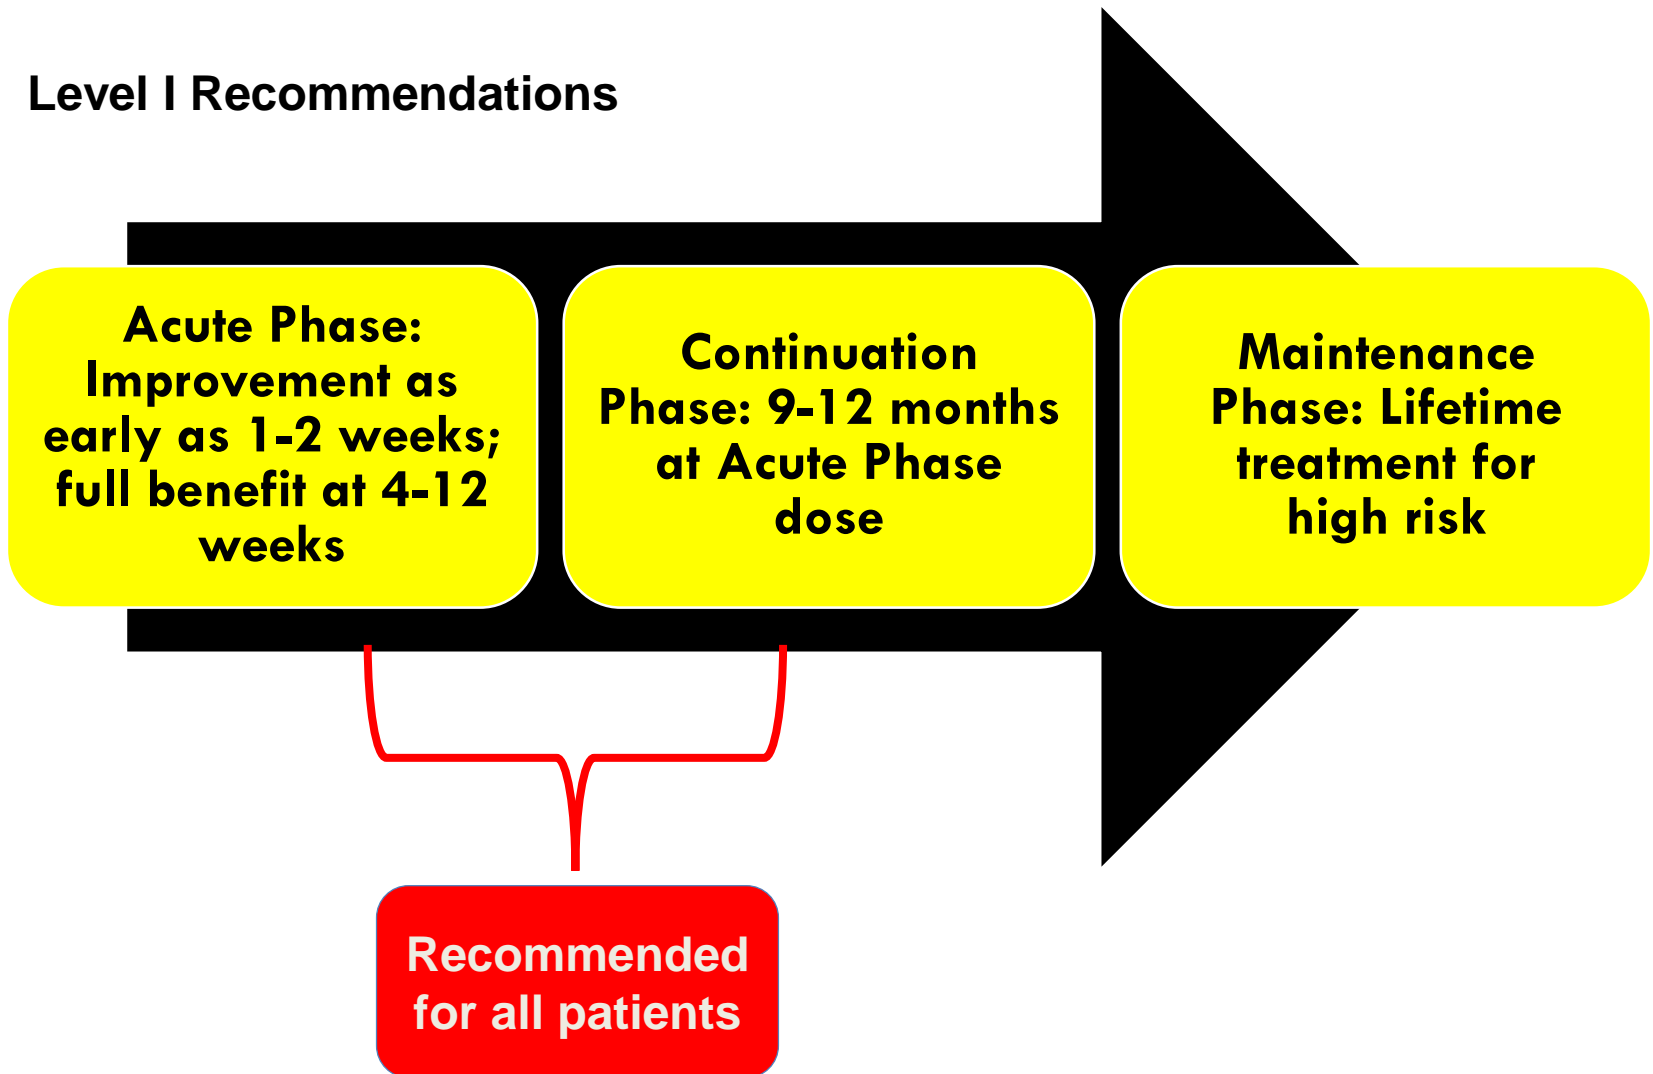 Level I Recommendations
Acute Phase:
Improvement as
early as 1-2 weeks;
full benefit at 4-12
weeks
Continuation
Phase: 9-12 months
at Acute Phase
dose
Maintenance
Phase: Lifetime
treatment for
high risk
Recommended
for all patients